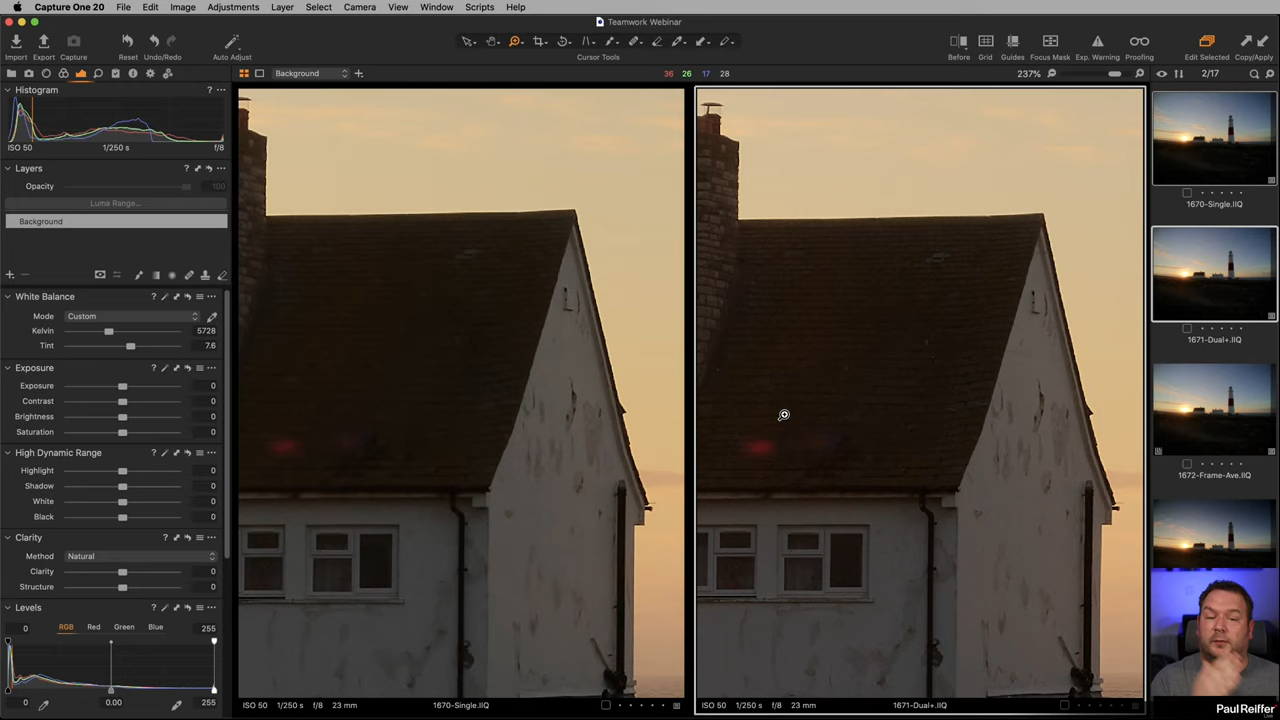 Capture One 20 File Edit Image Adjustments Layer Select Camera View Window Scripts Help
Teamwork Webinar
Import Export Capture Reset Undo/Redo Auto Adjust Cursor Tools Before Grid Guides Focus Mask Exp. Warning Proofing Edit Selected Copy/Apply
Background 36 26 17 28 237% 2/17
Histogram ? ...
ISO 50 1/250 s f/8
Layers ? ...
Opacity 100
Luma Range...
Background
White Balance ? ...
Mode Custom
Kelvin 5728
Tint 7.6
Exposure ? ...
Exposure 0
Contrast 0
Brightness 0
Saturation 0
High Dynamic Range ? ...
Highlight 0
Shadow 0
White 0
Black 0
Clarity ? ...
Method Natural
Clarity 0
Structure 0
Levels ? ...
0 RGB Red Green Blue 255
0 0.00 255
ISO 50 1/250 s f/8 23 mm 1670-Single.IIQ
ISO 50 1/250 s f/8 23 mm 1671-Dual+.IIQ
1670-Single.IIQ
1671-Dual+.IIQ
1672-Frame-Ave.IIQ
PaulReiffer
Live